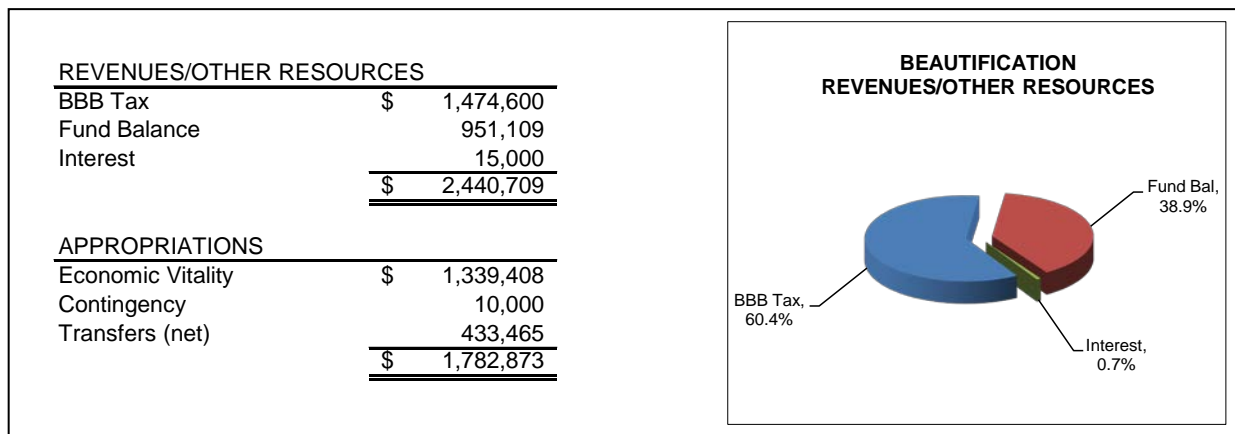 REVENUES/OTHER RESOURCES
BBB Tax $ 1,474,600
Fund Balance 951,109
Interest 15,000
$ 2,440,709
APPROPRIATIONS
Economic Vitality $ 1,339,408
Contingency 10,000
Transfers (net) 433,465
$ 1,782,873
BEAUTIFICATION
REVENUES/OTHER RESOURCES
Fund Bal,
38.9%
BBB Tax,
60.4%
Interest,
0.7%